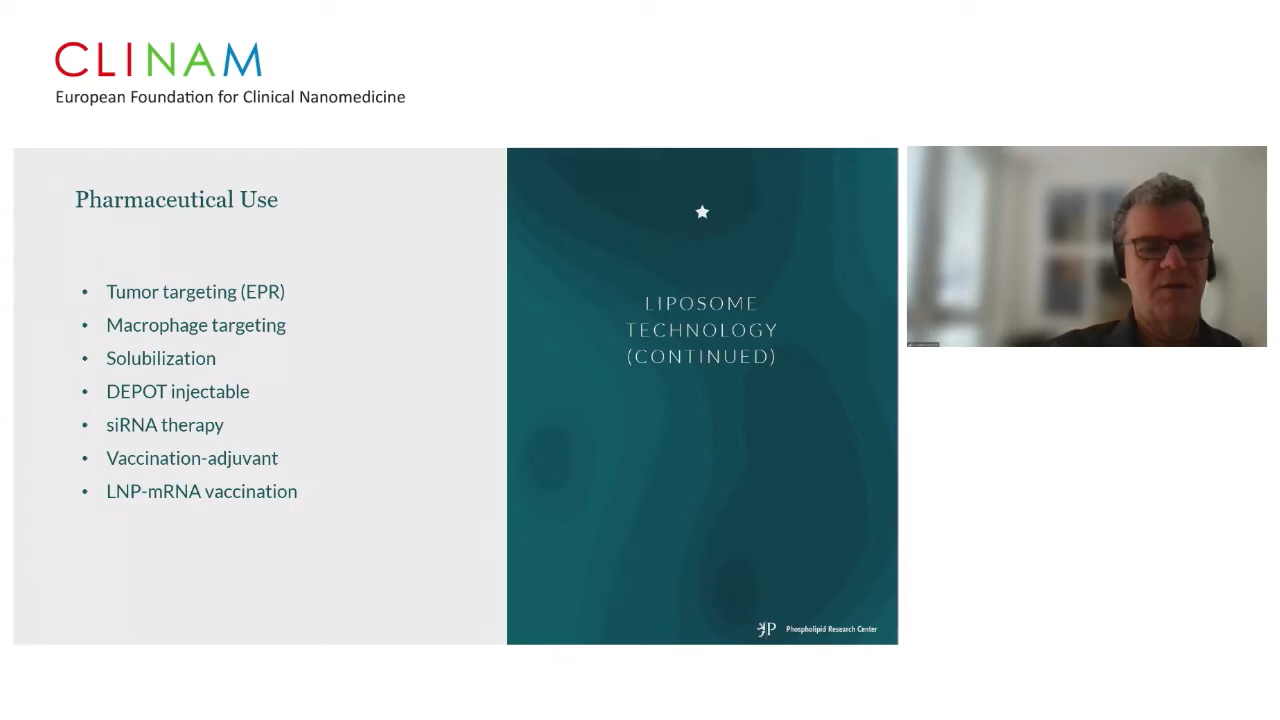 CLINAM
European Foundation for Clinical Nanomedicine
Pharmaceutical Use
• Tumor targeting (EPR)
• Macrophage targeting
• Solubilization
• DEPOT injectable
• siRNA therapy
• Vaccination-adjuvant
• LNP-mRNA vaccination
LIPOSOME
TECHNOLOGY
(CONTINUED)
Phospholipid Research Center